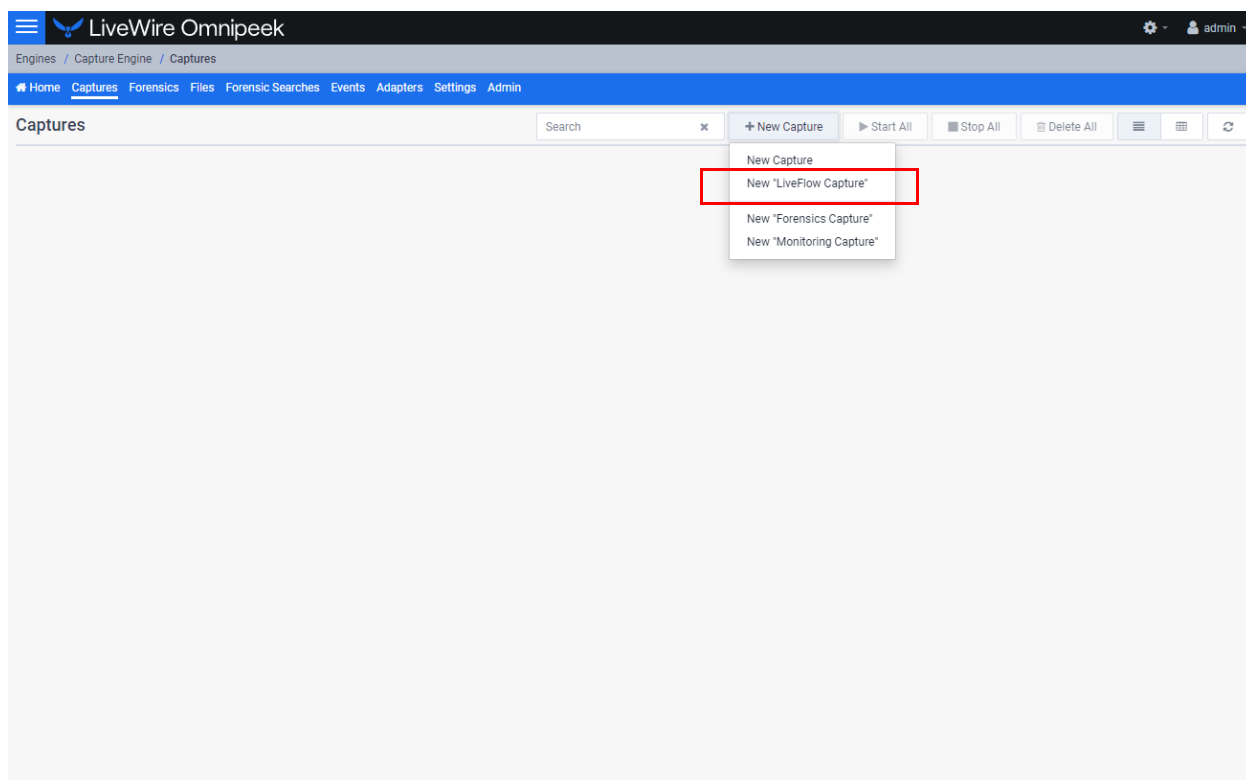 LiveWire Omnipeek admin
Engines / Capture Engine / Captures
Home Captures Forensics Files Forensic Searches Events Adapters Settings Admin
Captures Search + New Capture Start All Stop All Delete All
New Capture
New "LiveFlow Capture"
New "Forensics Capture"
New "Monitoring Capture"